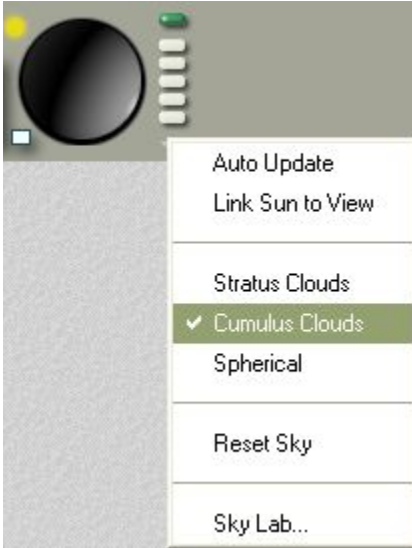 Auto Update
Link Sun to View
Stratus Clouds
Cumulus Clouds
Spherical
Reset Sky
Sky Lab...